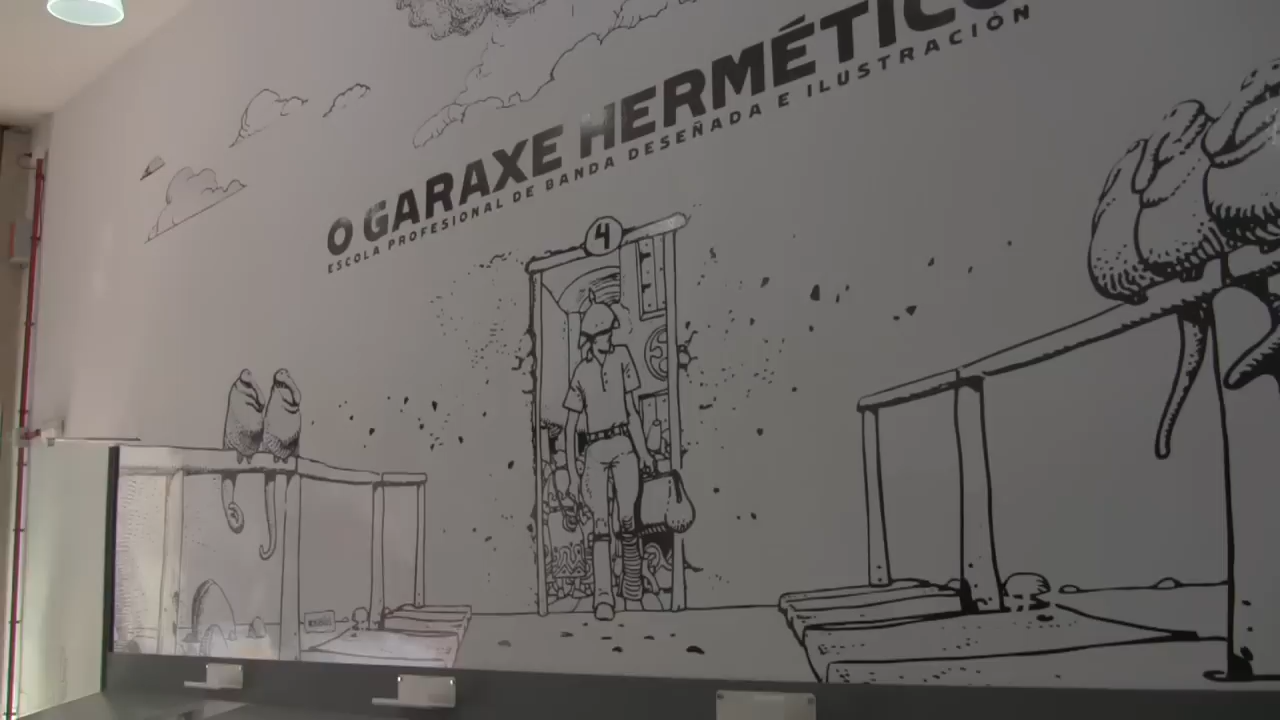 O GARAXE HERMÉTICO
ESCOLA PROFESIONAL DE BANDA DESEÑADA E ILUSTRACIÓN
4